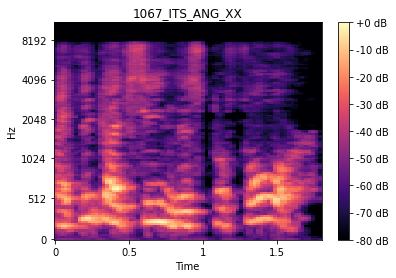 1067_ITS_ANG_XX
8192
4096
2048
1024
512
0
Hz
0
0.5
1
1.5
Time
+0 dB
-10 dB
-20 dB
-30 dB
-40 dB
-50 dB
-60 dB
-70 dB
-80 dB